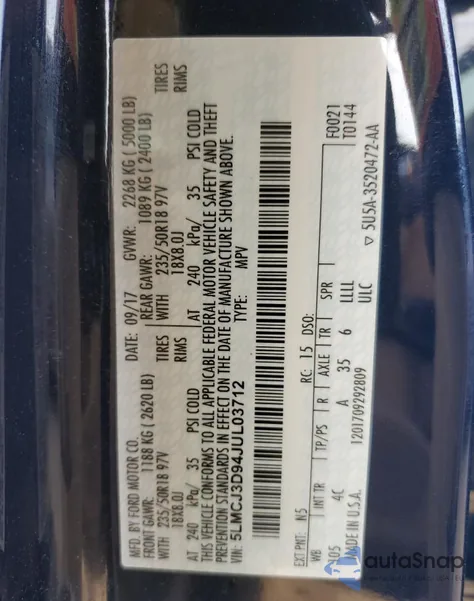 MFD. BY FORD MOTOR CO. DATE: 09/17 GVWR: 2268 KG ( 5000 LB)
FRONT GAWR: 1188 KG ( 2620 LB) REAR GAWR: 1089 KG ( 2400 LB)
WITH 235/50R18 97V TIRES WITH 235/50R18 97V TIRES
18X8.0J RIMS 18X8.0J RIMS
AT 240 kPa/ 35 PSI COLD AT 240 kPa/ 35 PSI COLD
THIS VEHICLE CONFORMS TO ALL APPLICABLE FEDERAL MOTOR VEHICLE SAFETY AND THEFT
PREVENTION STANDARDS IN EFFECT ON THE DATE OF MANUFACTURE SHOWN ABOVE.
VIN: 5LMCJ3D94JUL03712 TYPE: MPV
F0021
T0144
EXT PNT: N5 RC: 15 DSO:
WB INT TR TP/PS R AXLE TR SPR
105 4C A 35 6 LLLL
MADE IN U.S.A. 1201709292809 ULC
5U5A-3520472-AA
autoSnap